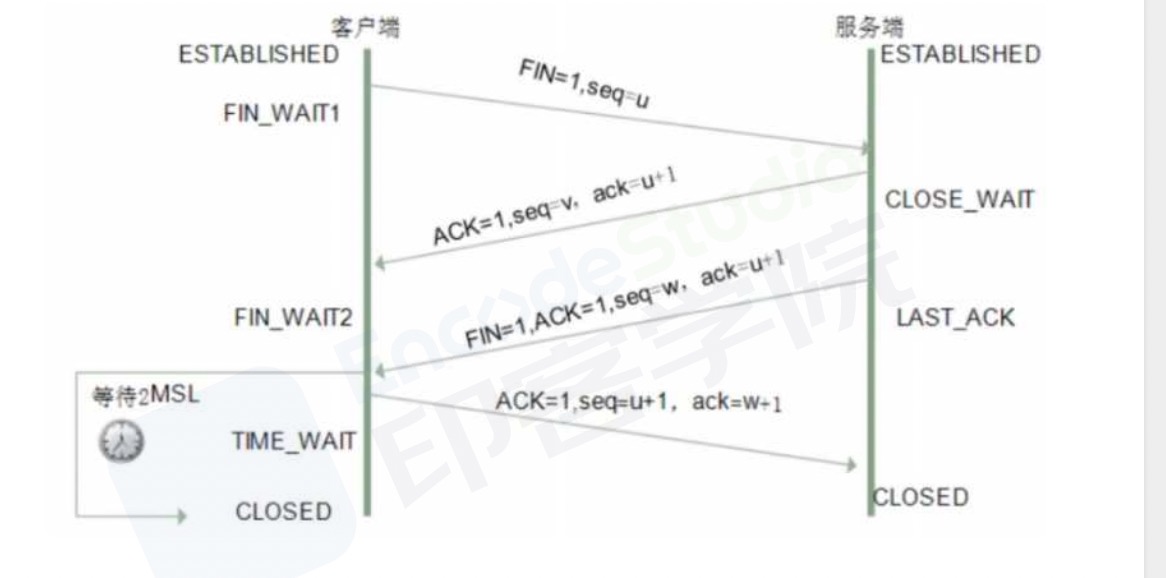 客户端
服务端
ESTABLISHED
ESTABLISHED
FIN=1,seq=u
FIN_WAIT1
ACK=1,seq=v, ack=u+1
CLOSE_WAIT
FIN=1,ACK=1,seq=w, ack=u+1
FIN_WAIT2
LAST_ACK
等待2MSL
ACK=1,seq=u+1, ack=w+1
TIME_WAIT
CLOSED
CLOSED
EncodeStudio
印客学院